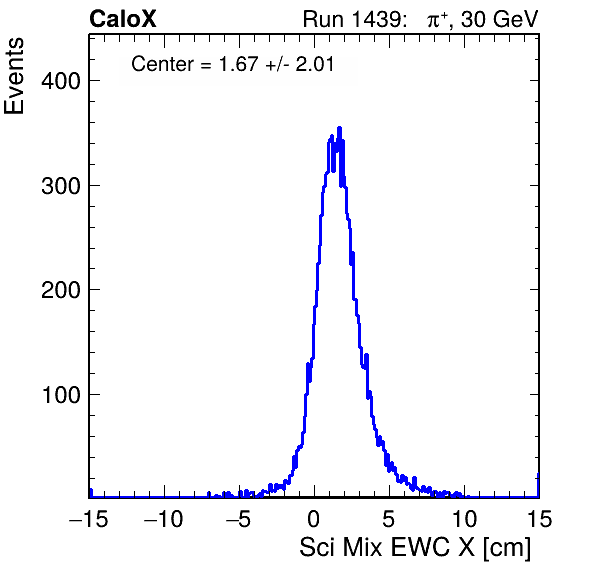 CaloX Run 1439: π+, 30 GeV
Events
Center = 1.67 +/- 2.01
400
300
200
100
−15 −10 −5 0 5 10 15
Sci Mix EWC X [cm]